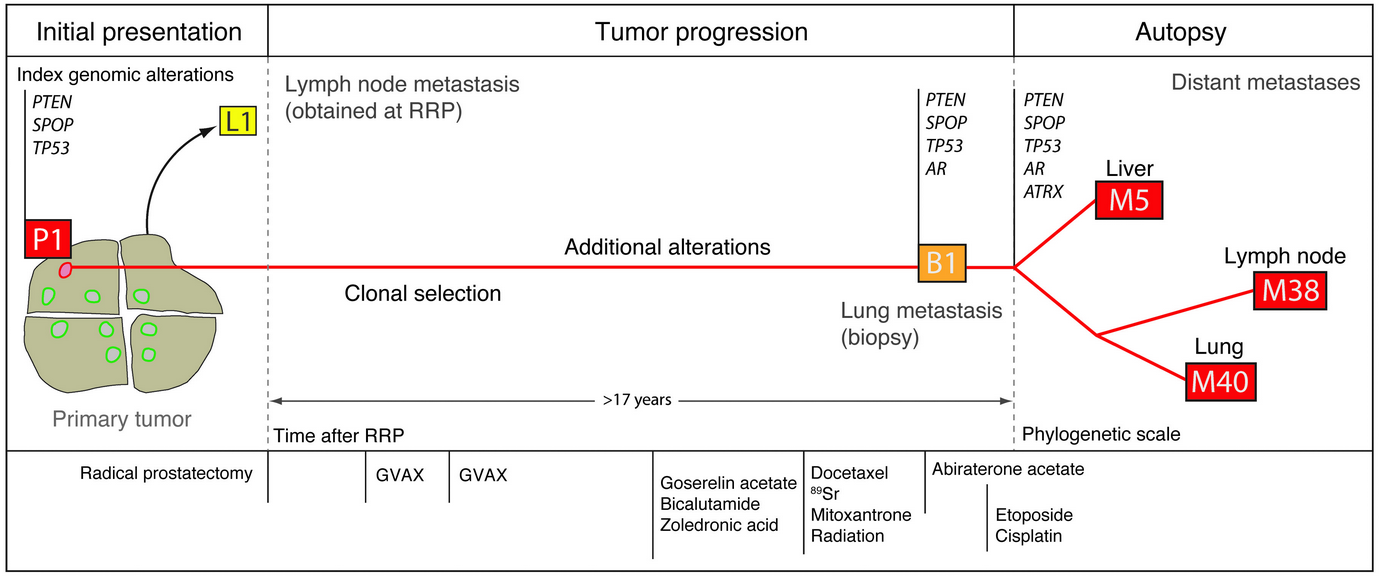 Initial presentation
Tumor progression
Autopsy
Index genomic alterations
PTEN
SPOP
TP53
L1
P1
Primary tumor
Lymph node metastasis
(obtained at RRP)
Additional alterations
Clonal selection
PTEN
SPOP
TP53
AR
B1
Lung metastasis
(biopsy)
>17 years
Time after RRP
Distant metastases
PTEN
SPOP
TP53
AR
ATRX
Liver
M5
Lymph node
M38
Lung
M40
Phylogenetic scale
Radical prostatectomy
GVAX
GVAX
Goserelin acetate
Bicalutamide
Zoledronic acid
Docetaxel
⁸⁹Sr
Mitoxantrone
Radiation
Abiraterone acetate
Etoposide
Cisplatin